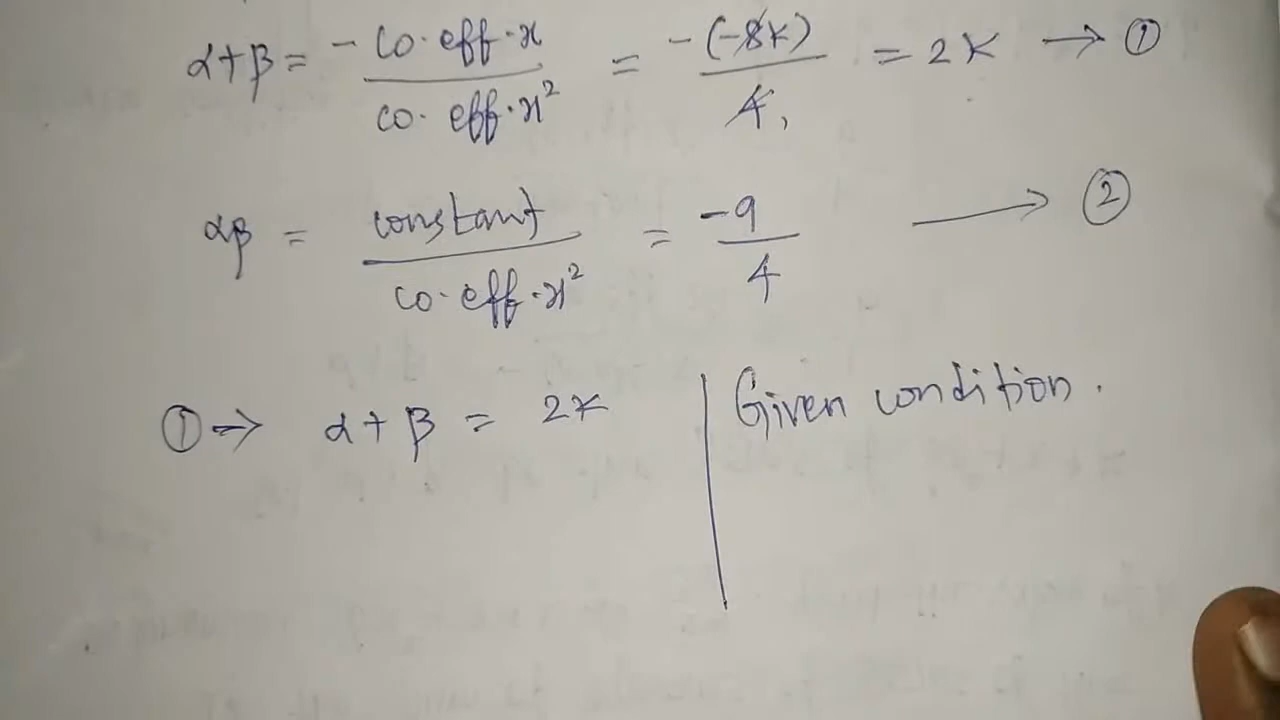 α+β = - co.eff.x / co.eff.x² = -(-8k) / 4, = 2k → ①
αβ = constant / co.eff.x² = -9 / 4 → ②
① ⇒ α+β = 2k | Given condition.